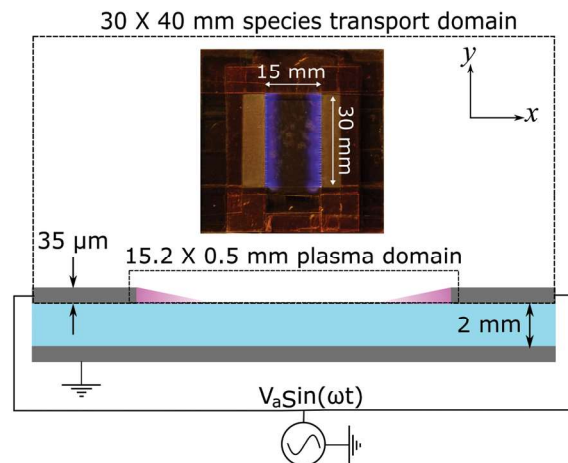 30 X 40 mm species transport domain
15 mm
30 mm
y
x
35 μm
15.2 X 0.5 mm plasma domain
2 mm
VaSin(ωt)